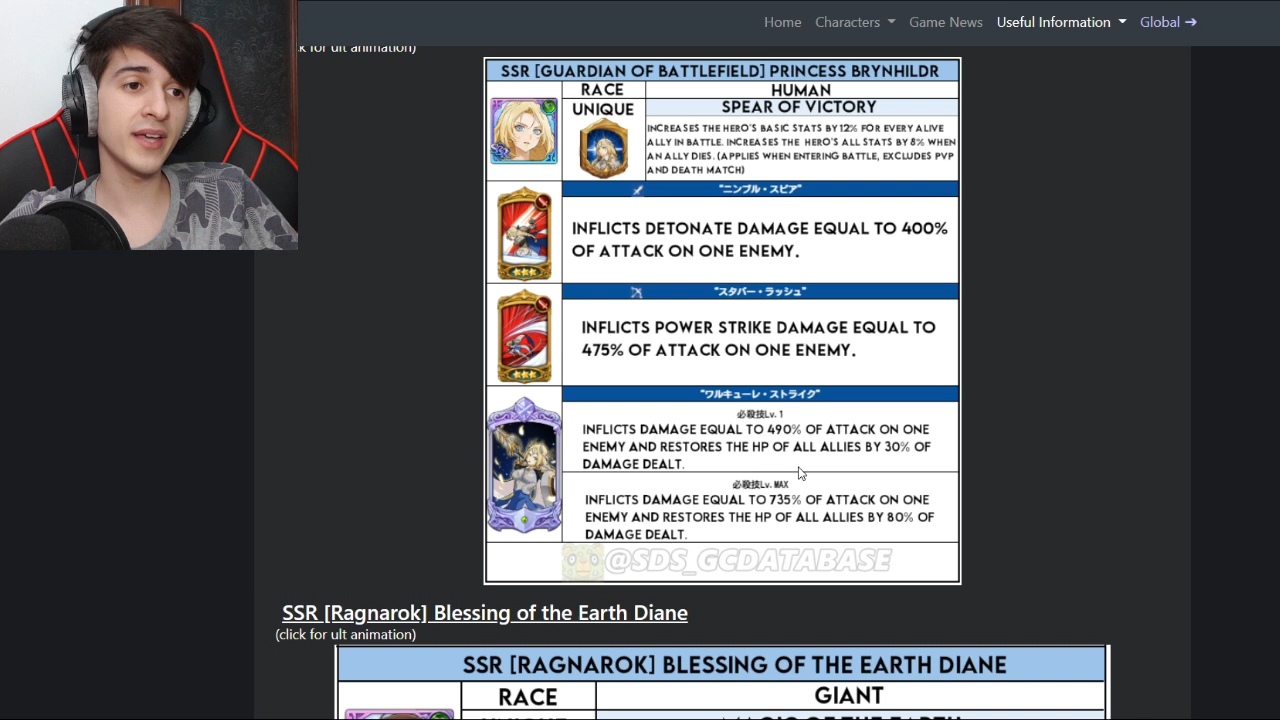 Home Characters Game News Useful Information Global →
(click for ult animation)
SSR [GUARDIAN OF BATTLEFIELD] PRINCESS BRYNHILDR
RACE HUMAN
UNIQUE SPEAR OF VICTORY
INCREASES THE HERO'S BASIC STATS BY 12% FOR EVERY ALIVE
ALLY IN BATTLE. INCREASES THE HERO'S ALL STATS BY 8% WHEN
AN ALLY DIES. (APPLIES WHEN ENTERING BATTLE, EXCLUDES PVP
AND DEATH MATCH)
"ニンブル・スピア"
INFLICTS DETONATE DAMAGE EQUAL TO 400%
OF ATTACK ON ONE ENEMY.
"スタバー・ラッシュ"
INFLICTS POWER STRIKE DAMAGE EQUAL TO
475% OF ATTACK ON ONE ENEMY.
"ワルキューレ・ストライク"
必殺技Lv. 1
INFLICTS DAMAGE EQUAL TO 490% OF ATTACK ON ONE
ENEMY AND RESTORES THE HP OF ALL ALLIES BY 30% OF
DAMAGE DEALT.
必殺技Lv. MAX
INFLICTS DAMAGE EQUAL TO 735% OF ATTACK ON ONE
ENEMY AND RESTORES THE HP OF ALL ALLIES BY 80% OF
DAMAGE DEALT.
@SDS_GCDATABASE
SSR [Ragnarok] Blessing of the Earth Diane
(click for ult animation)
SSR [RAGNAROK] BLESSING OF THE EARTH DIANE
RACE GIANT
UNIQUE MAGIC OF THE EARTH